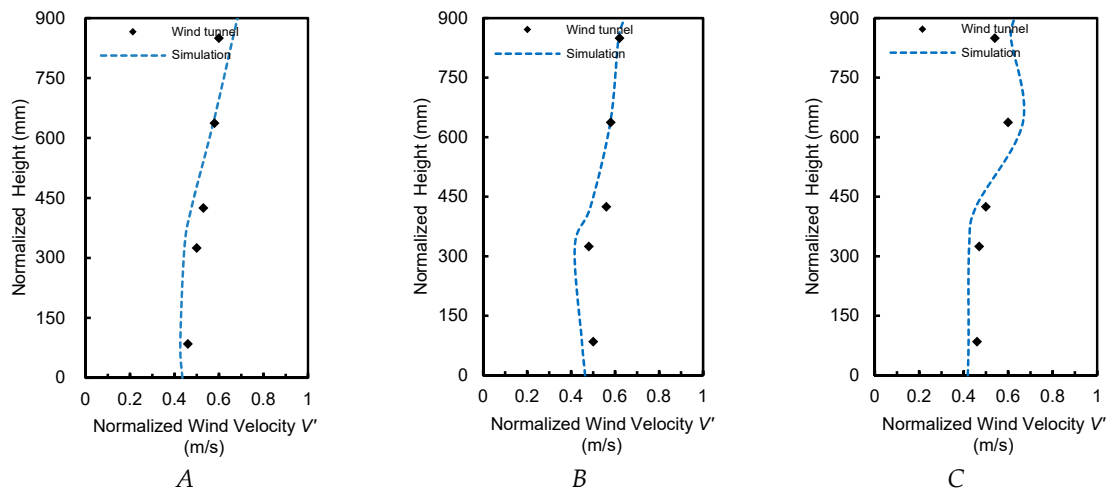 Normalized Height (mm)
900
750
600
450
300
150
0
Wind tunnel
Simulation
0 0.2 0.4 0.6 0.8 1
Normalized Wind Velocity V'
(m/s)
A
Normalized Height (mm)
900
750
600
450
300
150
0
Wind tunnel
Simulation
0 0.2 0.4 0.6 0.8 1
Normalized Wind Velocity V'
(m/s)
B
Normalized Height (mm)
900
750
600
450
300
150
0
Wind tunnel
Simulation
0 0.2 0.4 0.6 0.8 1
Normalized Wind Velocity V'
(m/s)
C